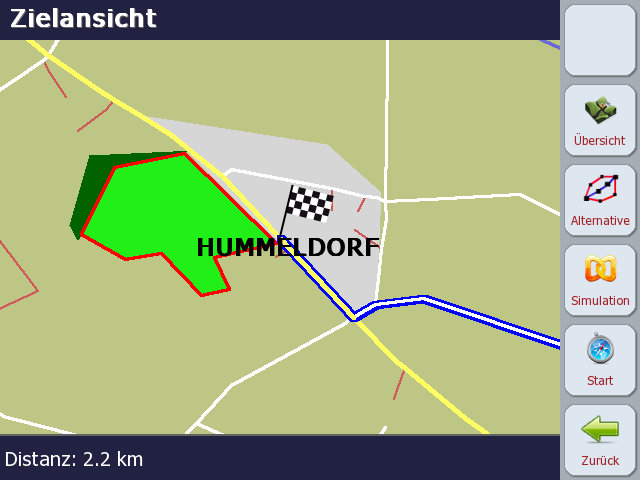 Zielansicht
HUMMELDORF
Übersicht
Alternative
Simulation
Start
Zurück
Distanz: 2.2 km